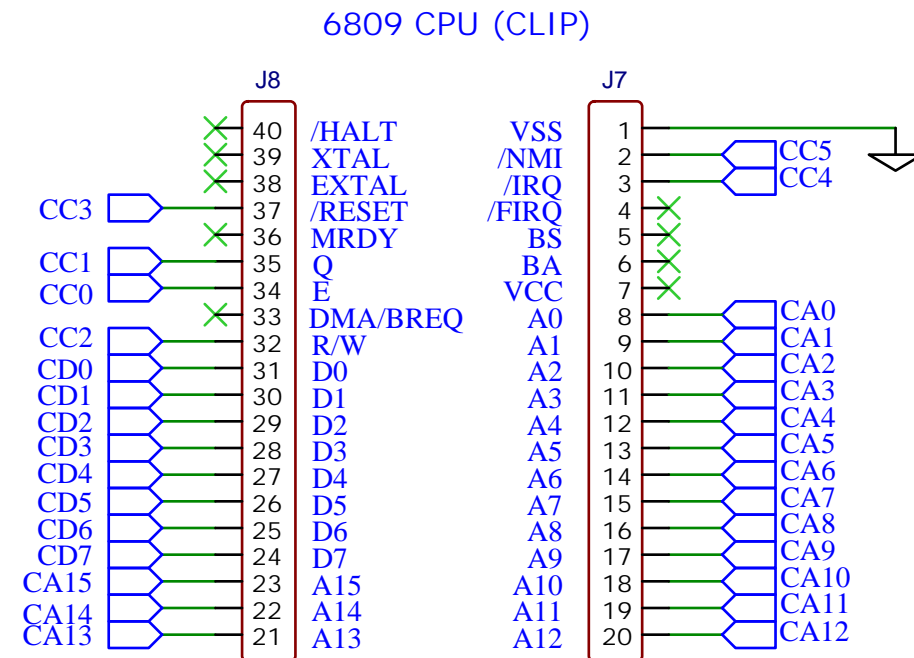 6809 CPU (CLIP)
J8 J7
40 /HALT VSS 1
39 XTAL /NMI 2 CC5
38 EXTAL /IRQ 3 CC4
CC3 37 /RESET /FIRQ 4
36 MRDY BS 5
CC1 35 Q BA 6
CC0 34 E VCC 7
33 DMA/BREQ A0 8 CA0
CC2 32 R/W A1 9 CA1
CD0 31 D0 A2 10 CA2
CD1 30 D1 A3 11 CA3
CD2 29 D2 A4 12 CA4
CD3 28 D3 A5 13 CA5
CD4 27 D4 A6 14 CA6
CD5 26 D5 A7 15 CA7
CD6 25 D6 A8 16 CA8
CD7 24 D7 A9 17 CA9
CA15 23 A15 A10 18 CA10
CA14 22 A14 A11 19 CA11
CA13 21 A13 A12 20 CA12